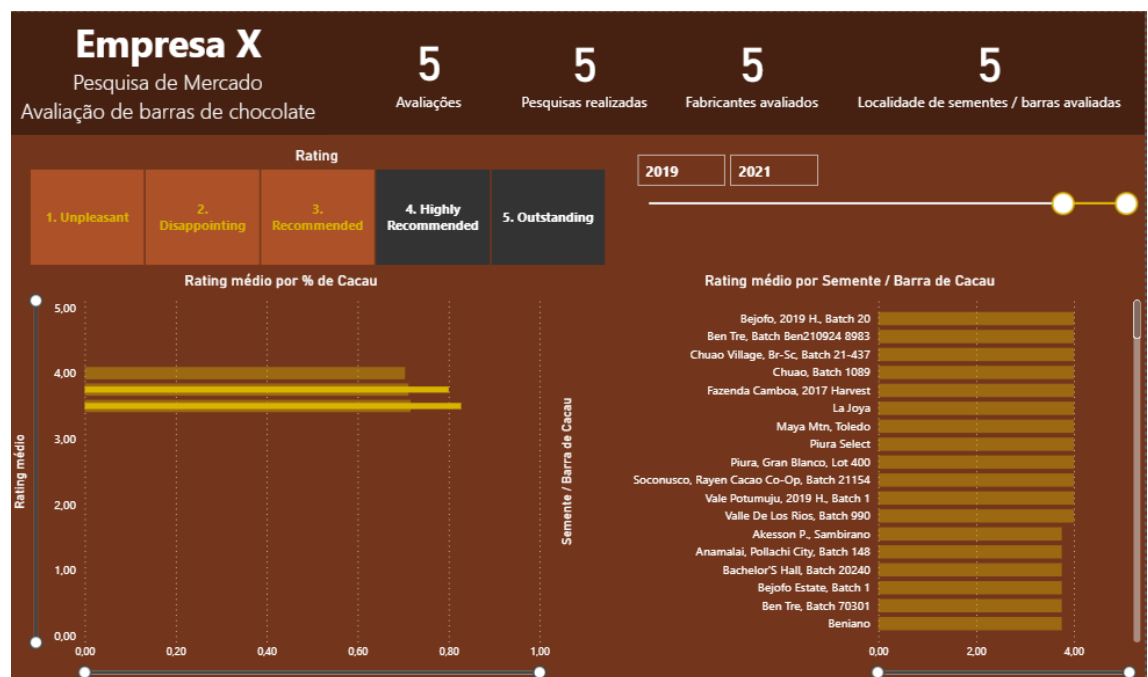 Empresa X
Pesquisa de Mercado
Avaliação de barras de chocolate
5
Avaliações
5
Pesquisas realizadas
5
Fabricantes avaliados
5
Localidade de sementes / barras avaliadas
Rating
1. Unpleasant
2.
Disappointing
3.
Recommended
4. Highly
Recommended
5. Outstanding
2019
2021
Rating médio por % de Cacau
Rating médio
5,00
4,00
3,00
2,00
1,00
0,00
0,00 0,20 0,40 0,60 0,80 1,00
Rating médio por Semente / Barra de Cacau
Semente / Barra de Cacau
Bejofo, 2019 H., Batch 20
Ben Tre, Batch Ben210924 8983
Chuao Village, Br-Sc, Batch 21-437
Chuao, Batch 1089
Fazenda Camboa, 2017 Harvest
La Joya
Maya Mtn, Toledo
Piura Select
Piura, Gran Blanco, Lot 400
Soconusco, Rayen Cacao Co-Op, Batch 21154
Vale Potumuju, 2019 H., Batch 1
Valle De Los Rios, Batch 990
Akesson P., Sambirano
Anamalai, Pollachi City, Batch 148
Bachelor'S Hall, Batch 20240
Bejofo Estate, Batch 1
Ben Tre, Batch 70301
Beniano
0,00 2,00 4,00